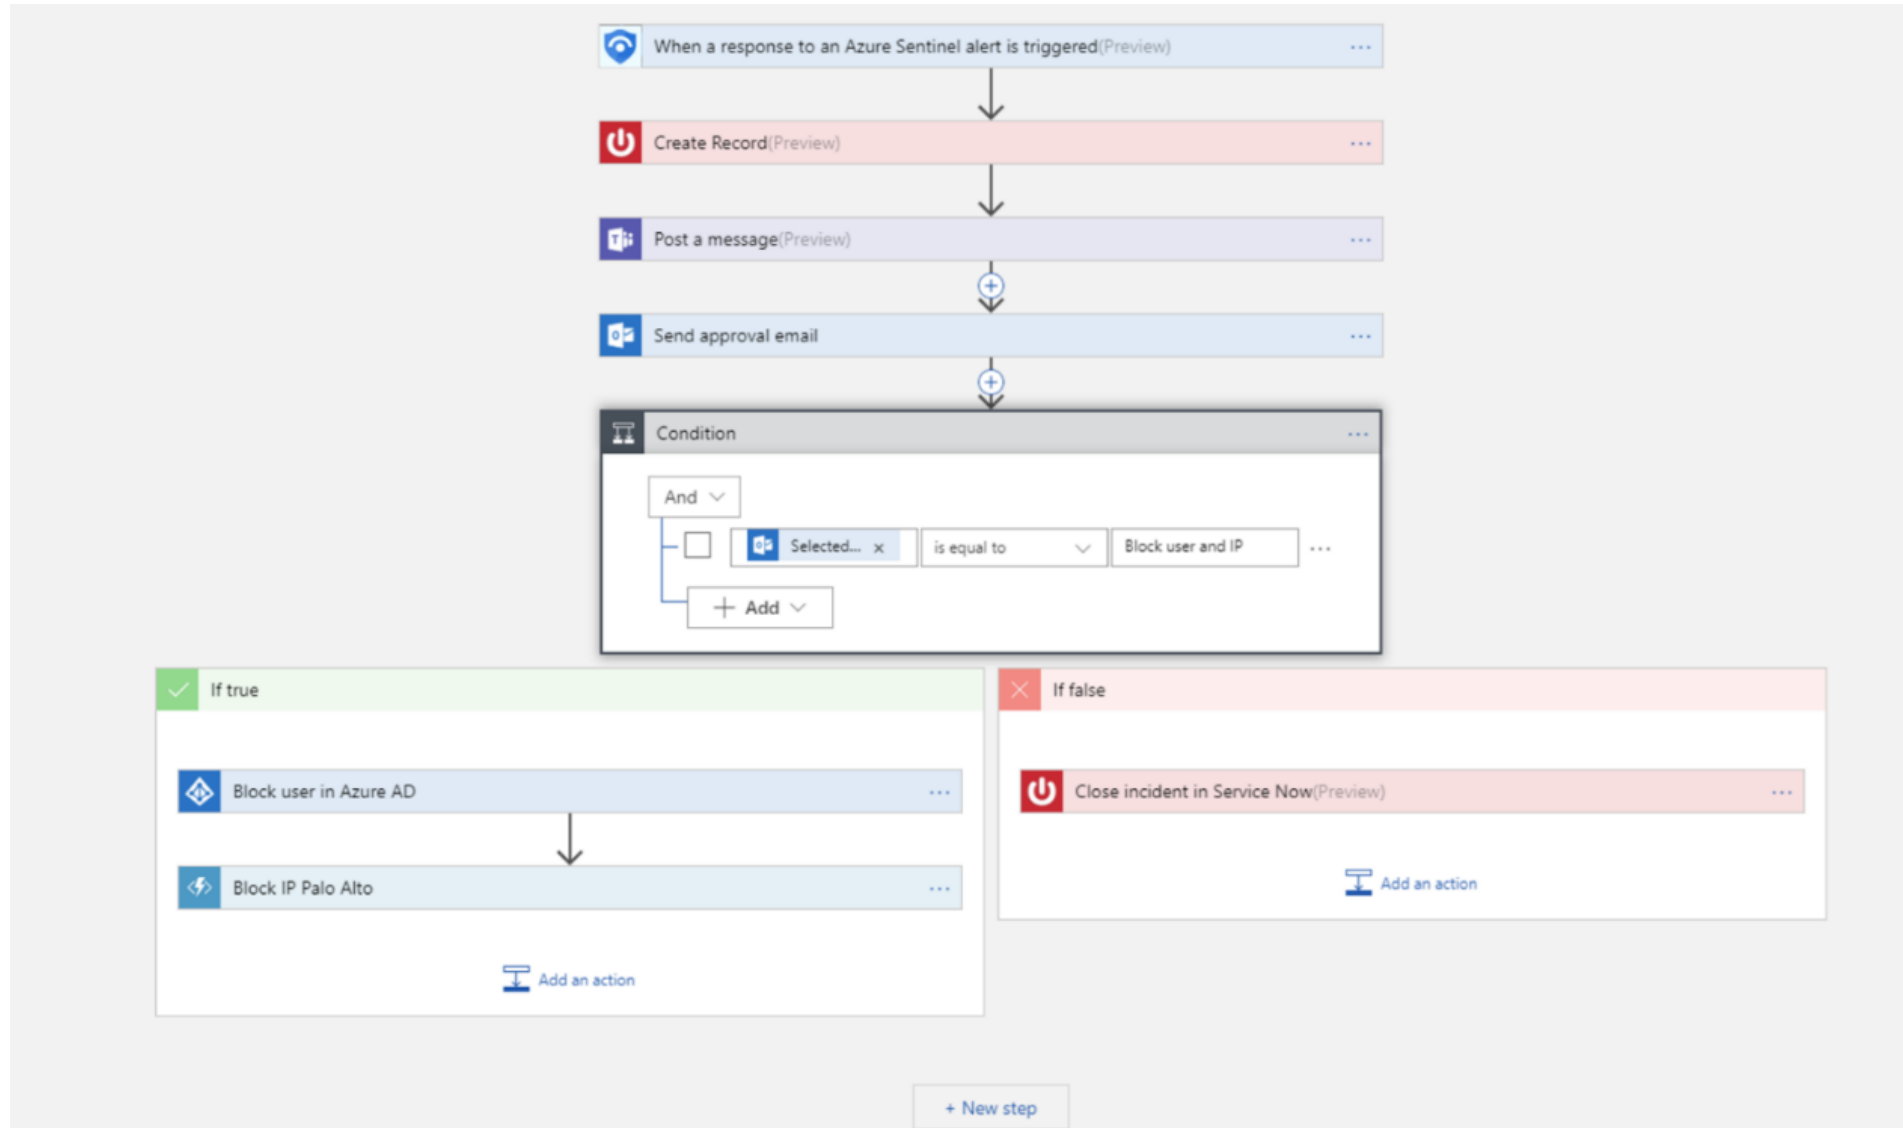 When a response to an Azure Sentinel alert is triggered(Preview)
Create Record(Preview)
Post a message(Preview)
Send approval email
Condition
And
Selected... x is equal to Block user and IP
+ Add
If true
If false
Block user in Azure AD
Close incident in Service Now(Preview)
Block IP Palo Alto
Add an action
Add an action
+ New step